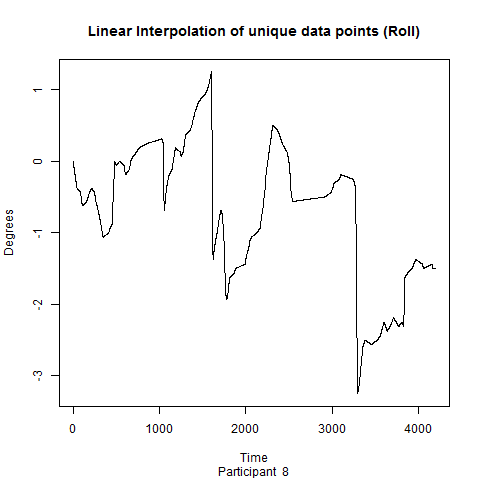 Linear Interpolation of unique data points (Roll)
Degrees
1
0
-1
-2
-3
0 1000 2000 3000 4000
Time
Participant 8